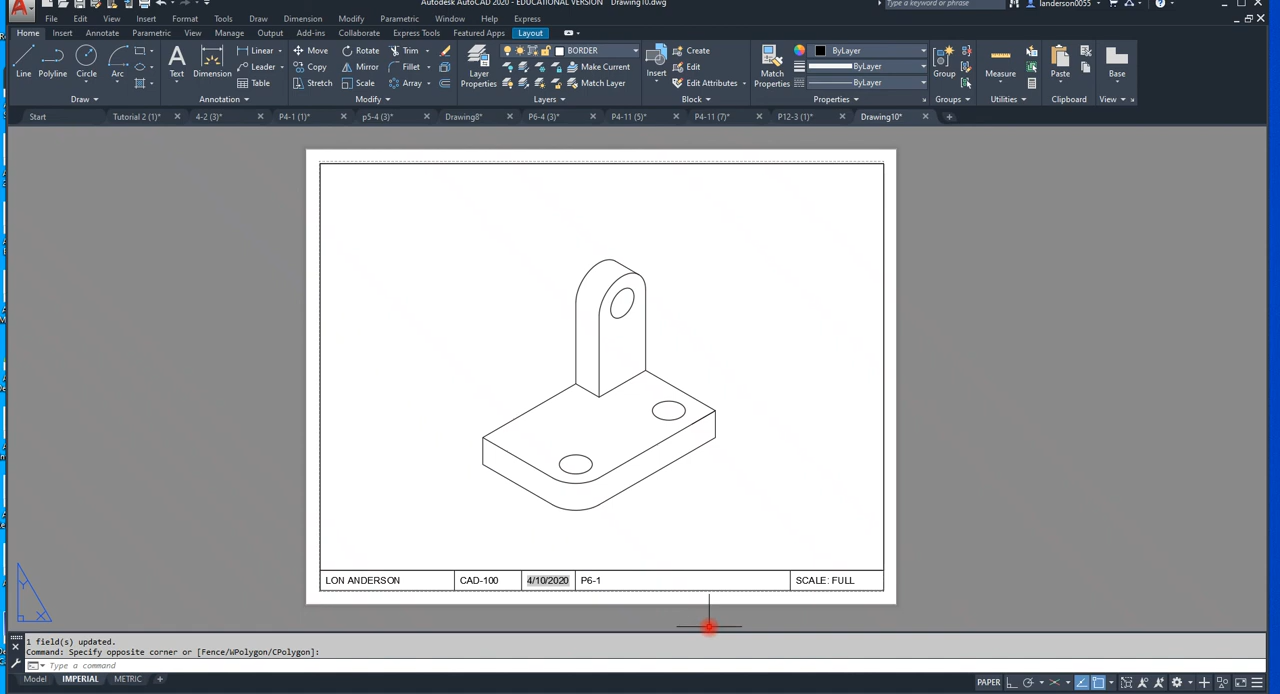 Autodesk AutoCAD 2020 - EDUCATIONAL VERSION Drawing10.dwg
Type a keyword or phrase
landerson0055
File Edit View Insert Format Tools Draw Dimension Modify Parametric Window Help Express
Home Insert Annotate Parametric View Manage Output Add-ins Collaborate Express Tools Featured Apps Layout
Line Polyline Circle Arc
Draw
Text Dimension
Linear
Leader
Table
Annotation
Move Rotate Trim
Copy Mirror Fillet
Stretch Scale Array
Modify
Layer Properties
BORDER
Make Current
Match Layer
Layers
Insert
Create
Edit
Edit Attributes
Block
Match Properties
ByLayer
ByLayer
ByLayer
Properties
Group
Groups
Measure
Utilities
Paste
Clipboard
Base
View
Start Tutorial 2 (1)* 4-2 (3)* P4-1 (1)* p5-4 (3)* Drawing8* P6-4 (3)* P4-11 (5)* P4-11 (7)* P12-3 (1)* Drawing10*
LON ANDERSON CAD-100 4/10/2020 P6-1 SCALE: FULL
Y
X
1 field(s) updated.
Command: Specify opposite corner or [Fence/WPolygon/CPolygon]:
Type a command
Model IMPERIAL METRIC + PAPER